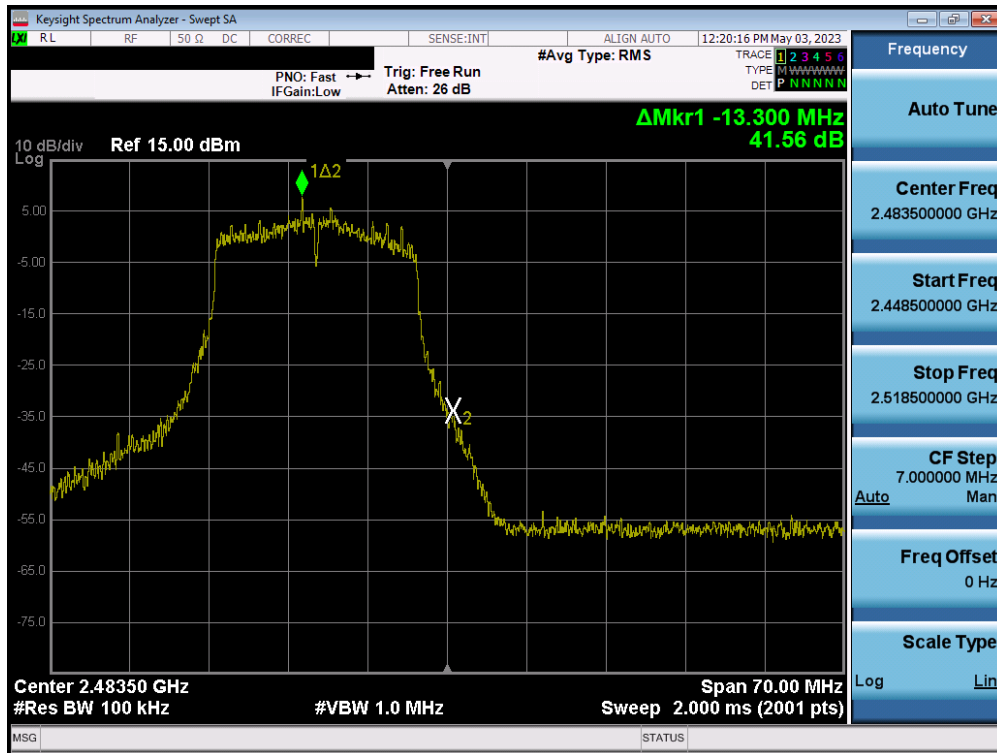 Keysight Spectrum Analyzer - Swept SA
LXI RL RF 50 Ω DC CORREC SENSE:INT ALIGN AUTO 12:20:16 PM May 03, 2023
#Avg Type: RMS
TRACE 1 2 3 4 5 6
TYPE M W W W W W
DET P N N N N N
PNO: Fast
IFGain:Low
Trig: Free Run
Atten: 26 dB
ΔMkr1 -13.300 MHz
41.56 dB
10 dB/div
Log
Ref 15.00 dBm
1Δ2
5.00
-5.00
-15.0
-25.0
-35.0
X2
-45.0
-55.0
-65.0
-75.0
Center 2.48350 GHz
Span 70.00 MHz
#Res BW 100 kHz
#VBW 1.0 MHz
Sweep 2.000 ms (2001 pts)
MSG
STATUS
Frequency
Auto Tune
Center Freq
2.483500000 GHz
Start Freq
2.448500000 GHz
Stop Freq
2.518500000 GHz
CF Step
7.000000 MHz
Auto Man
Freq Offset
0 Hz
Scale Type
Log Lin